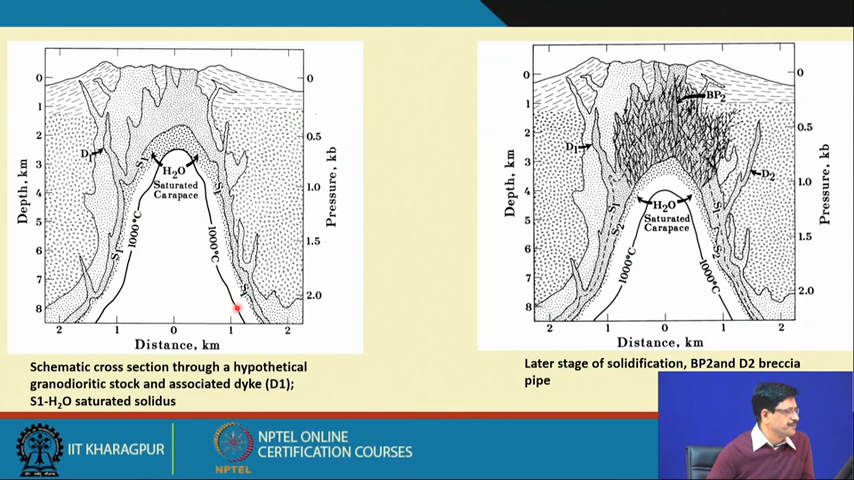 0
1
2
3
4
5
6
7
8
Depth, km
0
0.5
1.0
1.5
2.0
Pressure, kb
D1
S1
S1
S1
S1
H2O
Saturated
Carapace
1000°C
1000°C
2
1
0
1
2
Distance, km
Schematic cross section through a hypothetical
granodioritic stock and associated dyke (D1);
S1-H2O saturated solidus
0
1
2
3
4
5
6
7
8
Depth, km
0
0.5
1.0
1.5
2.0
Pressure, kb
BP2
D1
D2
S1
S2
S1
S2
H2O
Saturated
Carapace
1000°C
1000°C
2
1
0
1
2
Distance, km
Later stage of solidification, BP2and D2 breccia
pipe
IIT KHARAGPUR
NPTEL
NPTEL ONLINE
CERTIFICATION COURSES